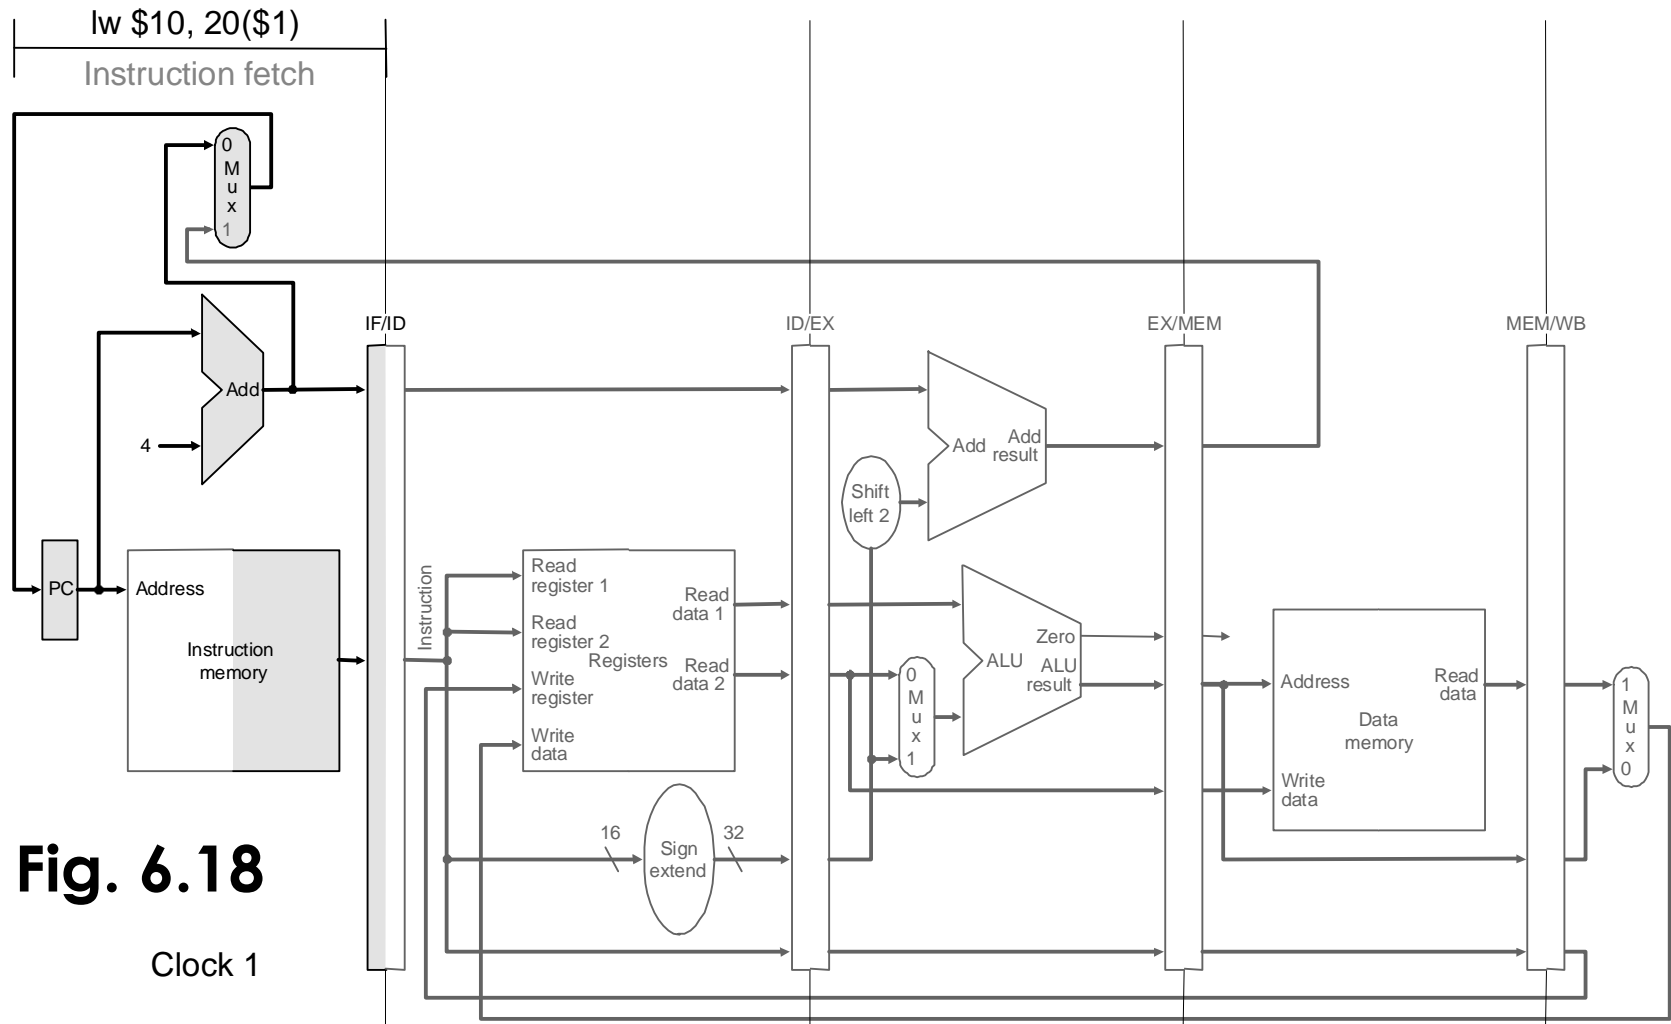 lw $10, 20($1)
Instruction fetch
0
M
u
x
1
IF/ID
ID/EX
EX/MEM
MEM/WB
Add
4
Add
Add
result
Shift
left 2
PC
Address
Instruction
memory
Instruction
Read
register 1
Read
register 2
Write
register
Write
data
Registers
Read
data 1
Read
data 2
0
M
u
x
1
Zero
ALU
ALU
result
Address
Read
data
Data
memory
Write
data
1
M
u
x
0
16
Sign
extend
32
Fig. 6.18
Clock 1